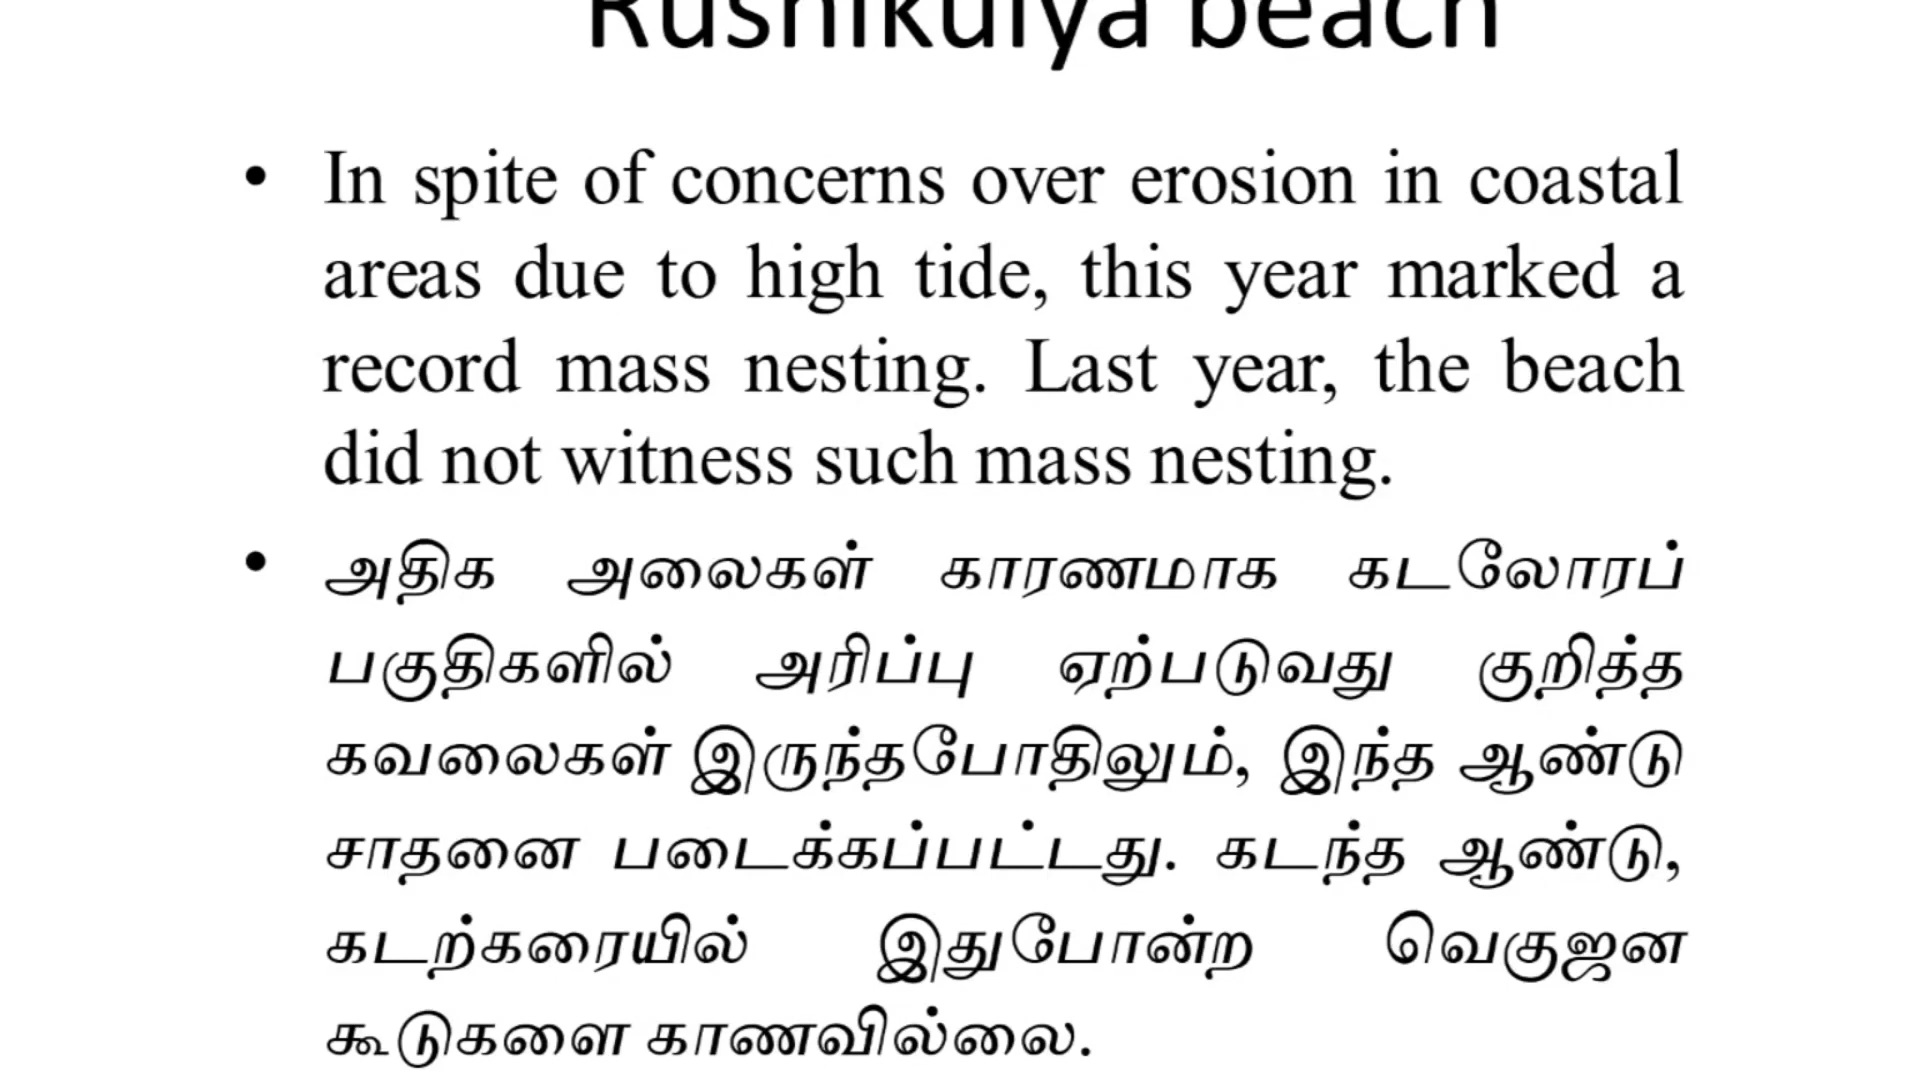 Rushikulya beach
• In spite of concerns over erosion in coastal
areas due to high tide, this year marked a
record mass nesting. Last year, the beach
did not witness such mass nesting.
• அதிக அலைகள் காரணமாக கடலோரப்
பகுதிகளில் அரிப்பு ஏற்படுவது குறித்த
கவலைகள் இருந்தபோதிலும், இந்த ஆண்டு
சாதனை படைக்கப்பட்டது. கடந்த ஆண்டு,
கடற்கரையில் இதுபோன்ற வெகுஜன
கூடுகளை காணவில்லை.